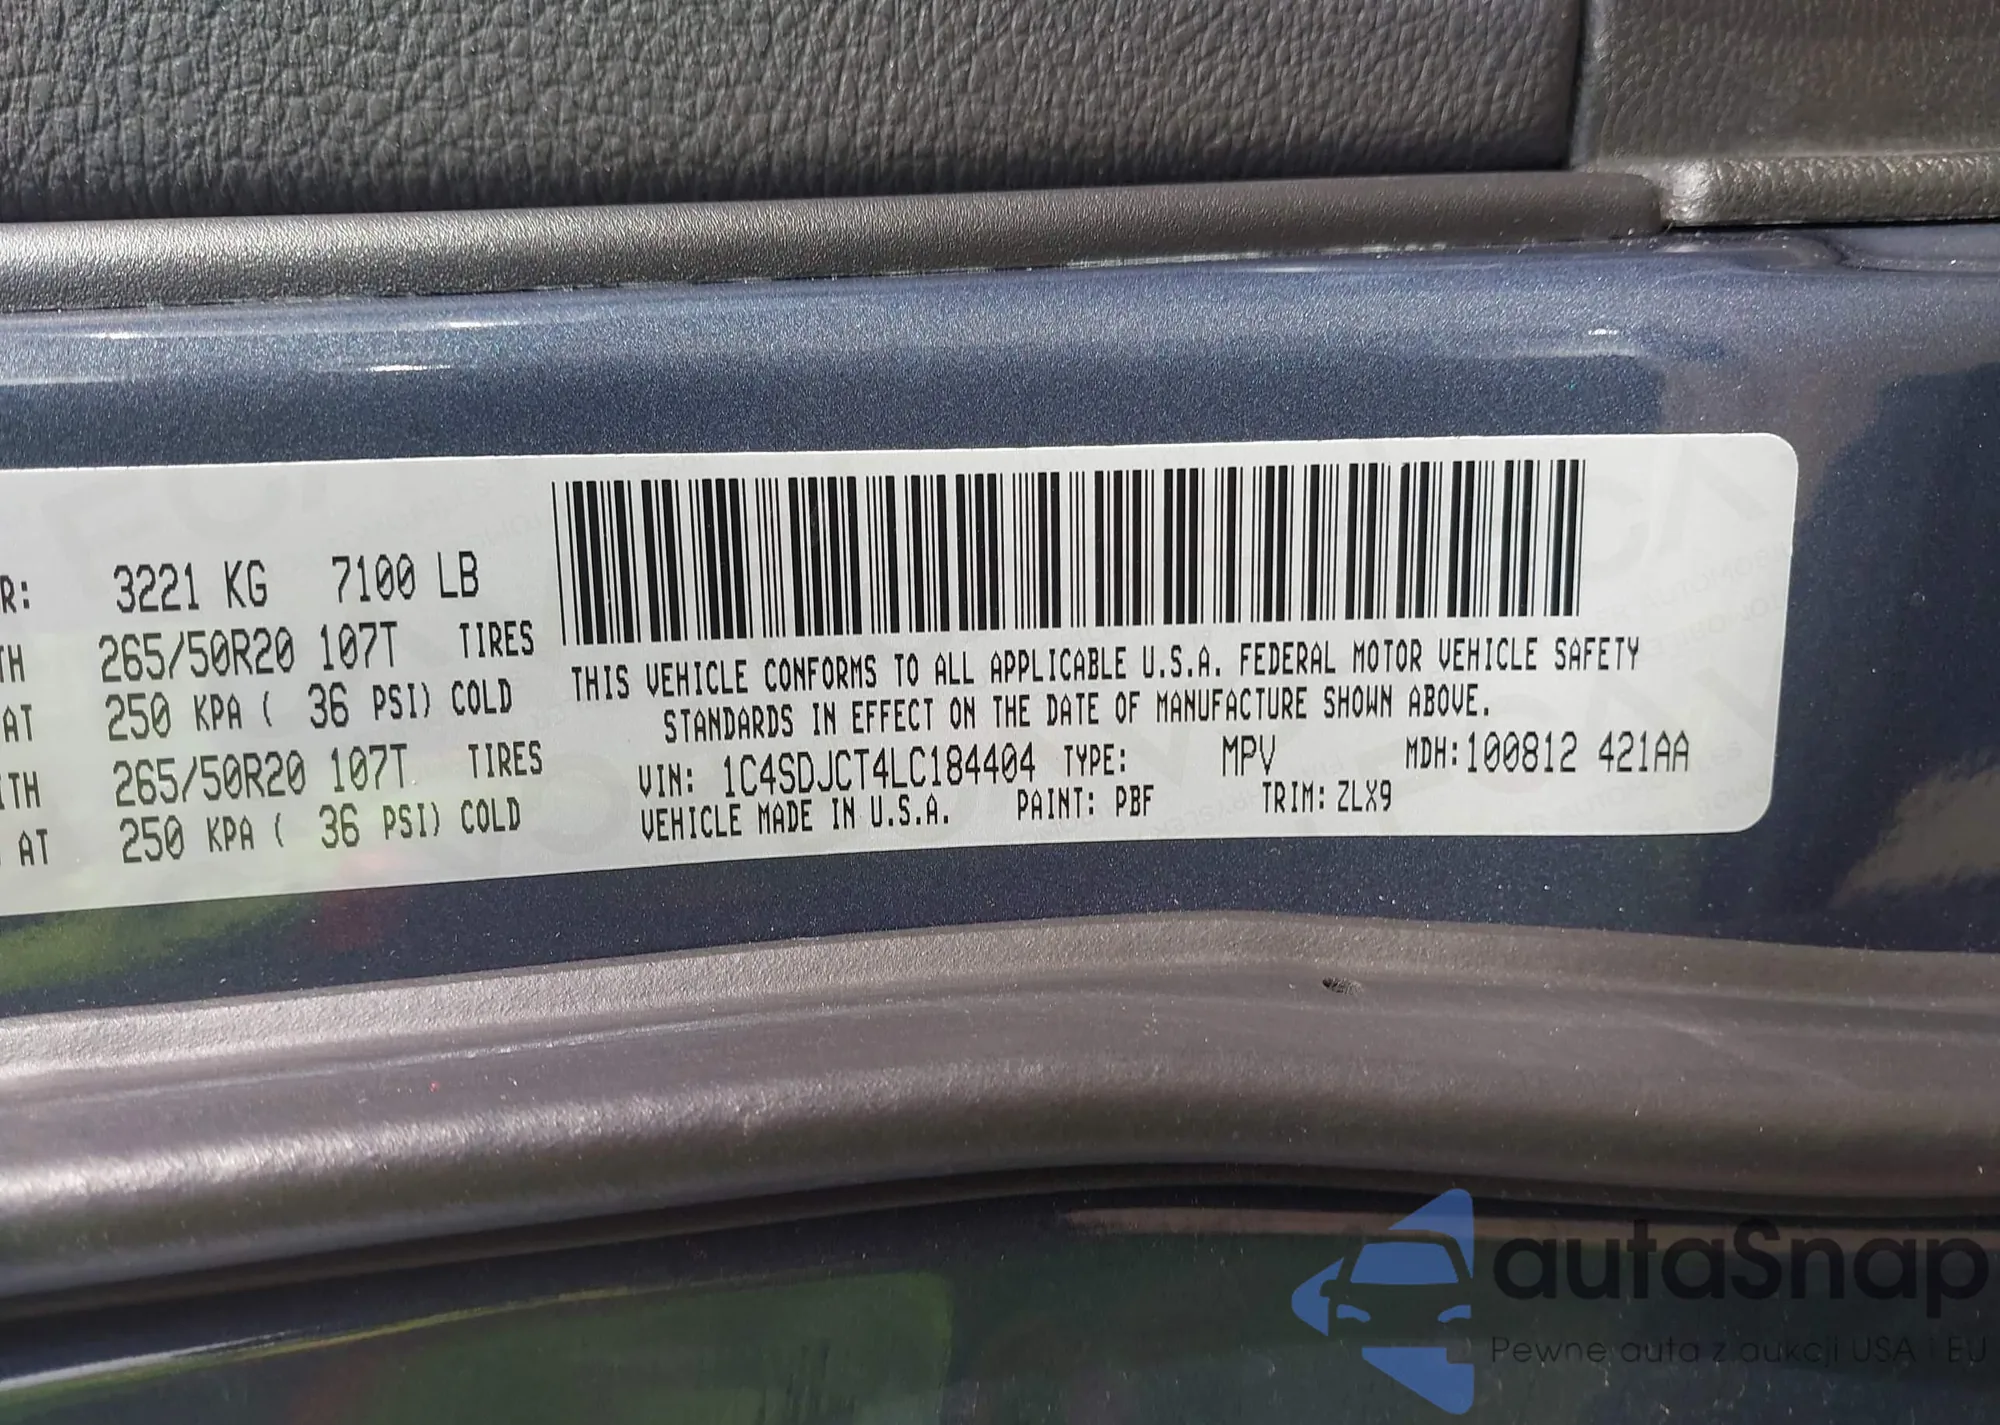 R: 3221 KG 7100 LB
TH 265/50R20 107T TIRES
AT 250 KPA ( 36 PSI) COLD
ITH 265/50R20 107T TIRES
AT 250 KPA ( 36 PSI) COLD
THIS VEHICLE CONFORMS TO ALL APPLICABLE U.S.A. FEDERAL MOTOR VEHICLE SAFETY
STANDARDS IN EFFECT ON THE DATE OF MANUFACTURE SHOWN ABOVE.
VIN: 1C4SDJCT4LC184404 TYPE: MPV MDH:100812 421AA
VEHICLE MADE IN U.S.A. PAINT: PBF TRIM: ZLX9
autaSnap
Pewne auta z aukcji USA i EU